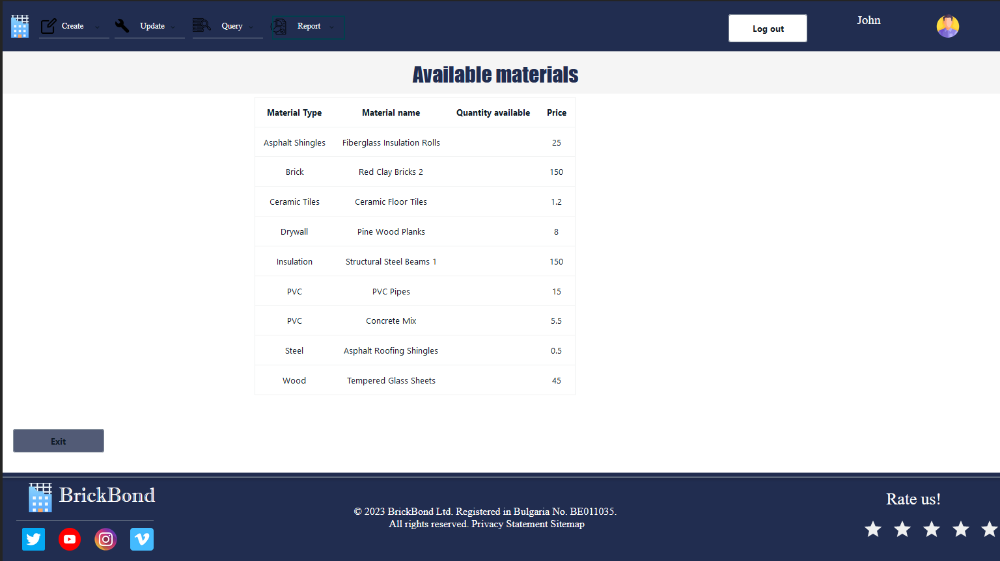 Create Update Query Report Log out John
Available materials
Material Type Material name Quantity available Price
Asphalt Shingles Fiberglass Insulation Rolls 25
Brick Red Clay Bricks 2 150
Ceramic Tiles Ceramic Floor Tiles 1.2
Drywall Pine Wood Planks 8
Insulation Structural Steel Beams 1 150
PVC PVC Pipes 15
PVC Concrete Mix 5.5
Steel Asphalt Roofing Shingles 0.5
Wood Tempered Glass Sheets 45
Exit
BrickBond
© 2023 BrickBond Ltd. Registered in Bulgaria No. BE011035.
All rights reserved. Privacy Statement Sitemap
Rate us!